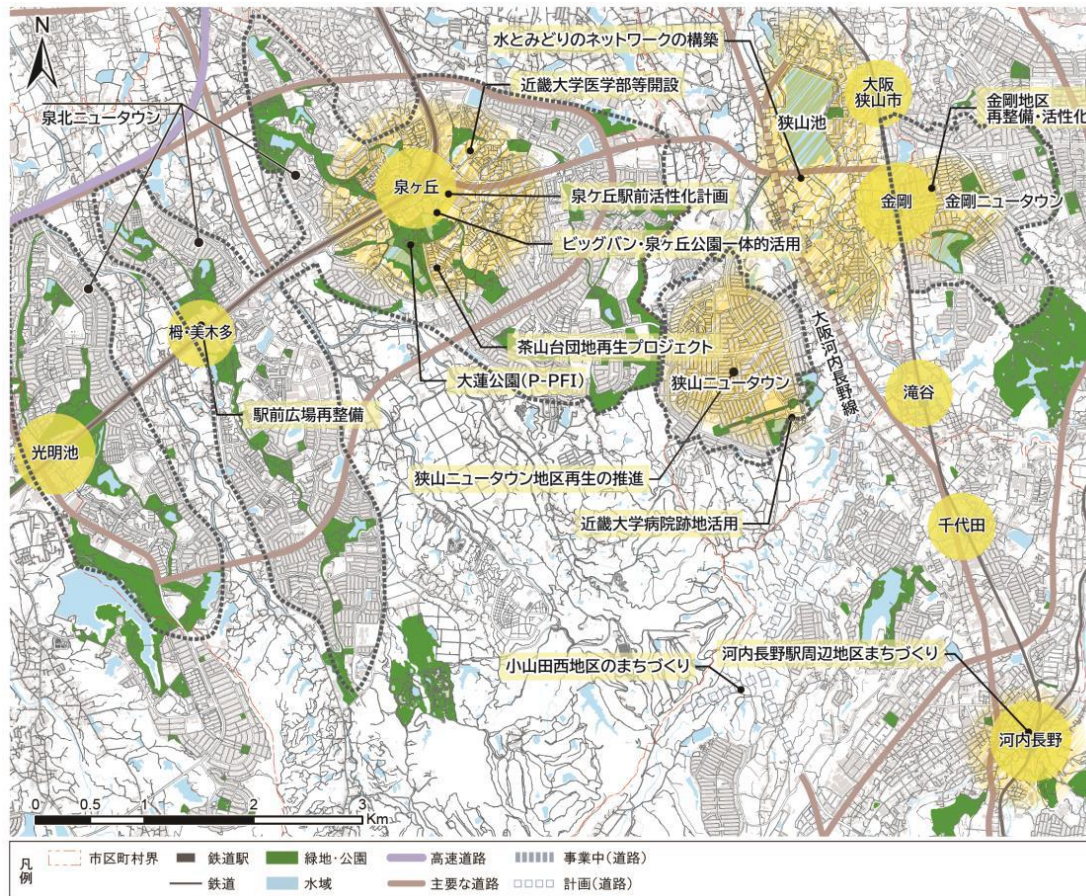 N
水とみどりのネットワークの構築
大阪
狭山市
近畿大学医学部等開設
金剛地区
再整備・活性化
泉北ニュータウン
狭山池
泉ヶ丘
泉ケ丘駅前活性化計画
金剛
金剛ニュータウン
ビッグバン・泉ヶ丘公園一体的活用
栂・美木多
茶山台団地再生プロジェクト
大阪河内長野線
大蓮公園(P-PFI)
狭山ニュータウン
滝谷
駅前広場再整備
光明池
狭山ニュータウン地区再生の推進
近畿大学病院跡地活用
千代田
小山田西地区のまちづくり
河内長野駅周辺地区まちづくり
河内長野
0 0.5 1 2 3
Km
凡例
市区町村界 鉄道駅 緑地・公園 高速道路 事業中(道路)
鉄道 水域 主要な道路 計画(道路)